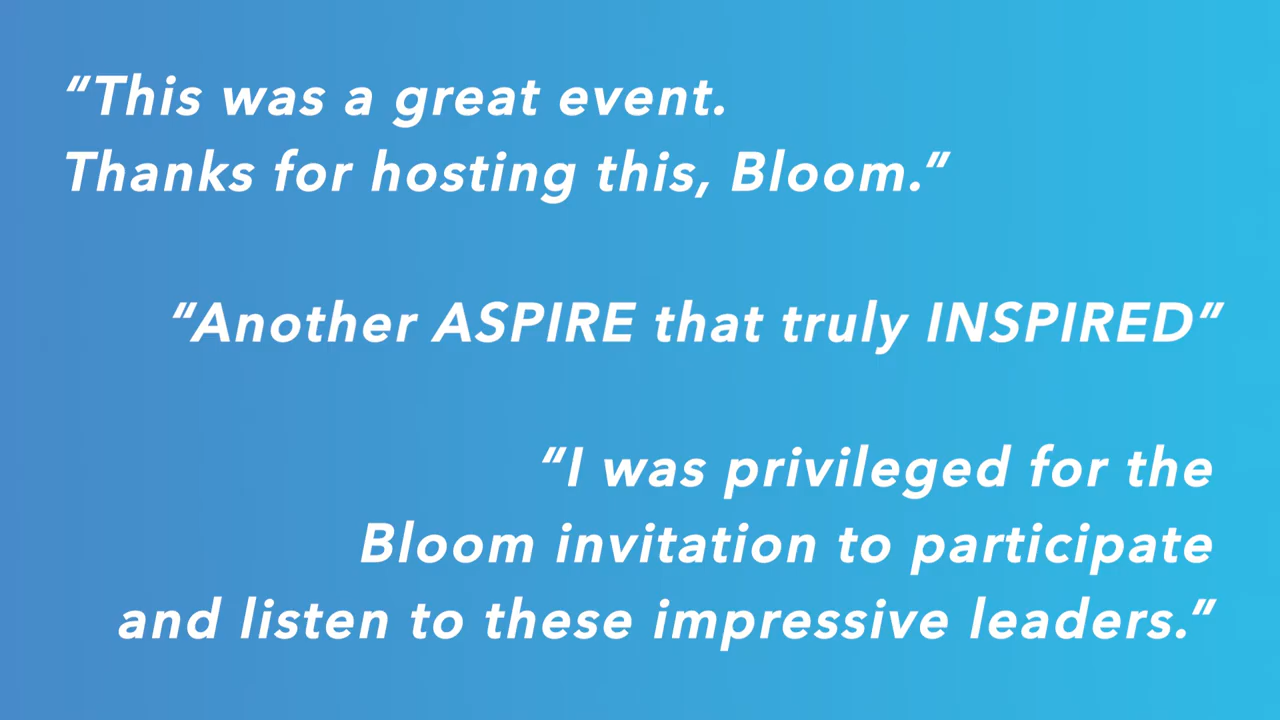 “This was a great event.
Thanks for hosting this, Bloom.”
“Another ASPIRE that truly INSPIRED”
“I was privileged for the
Bloom invitation to participate
and listen to these impressive leaders.”